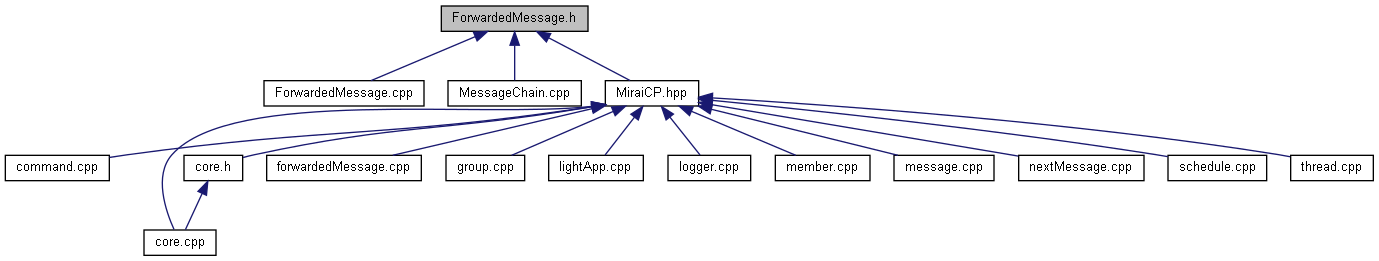 ForwardedMessage.h
ForwardedMessage.cpp
MessageChain.cpp
MiraiCP.hpp
command.cpp
core.h
forwardedMessage.cpp
group.cpp
lightApp.cpp
logger.cpp
member.cpp
message.cpp
nextMessage.cpp
schedule.cpp
thread.cpp
core.cpp